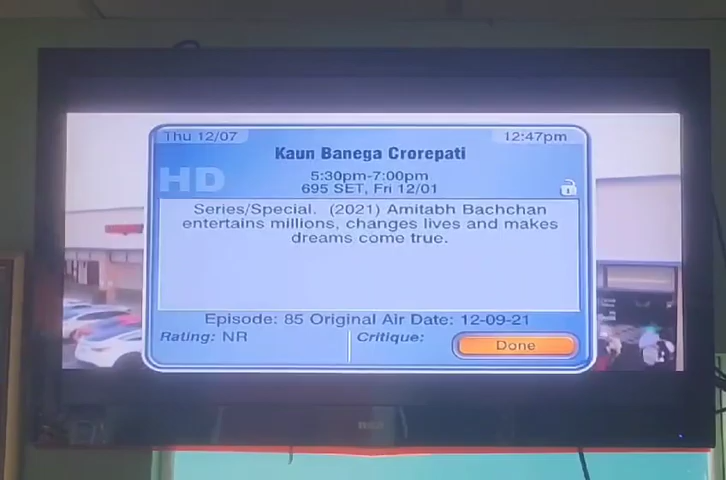 Thu 12/07
12:47pm
Kaun Banega Crorepati
HD
5:30pm-7:00pm
695 SET, Fri 12/01
Series/Special. (2021) Amitabh Bachchan
entertains millions, changes lives and makes
dreams come true.
Episode: 85 Original Air Date: 12-09-21
Rating: NR
Critique:
Done
RCA